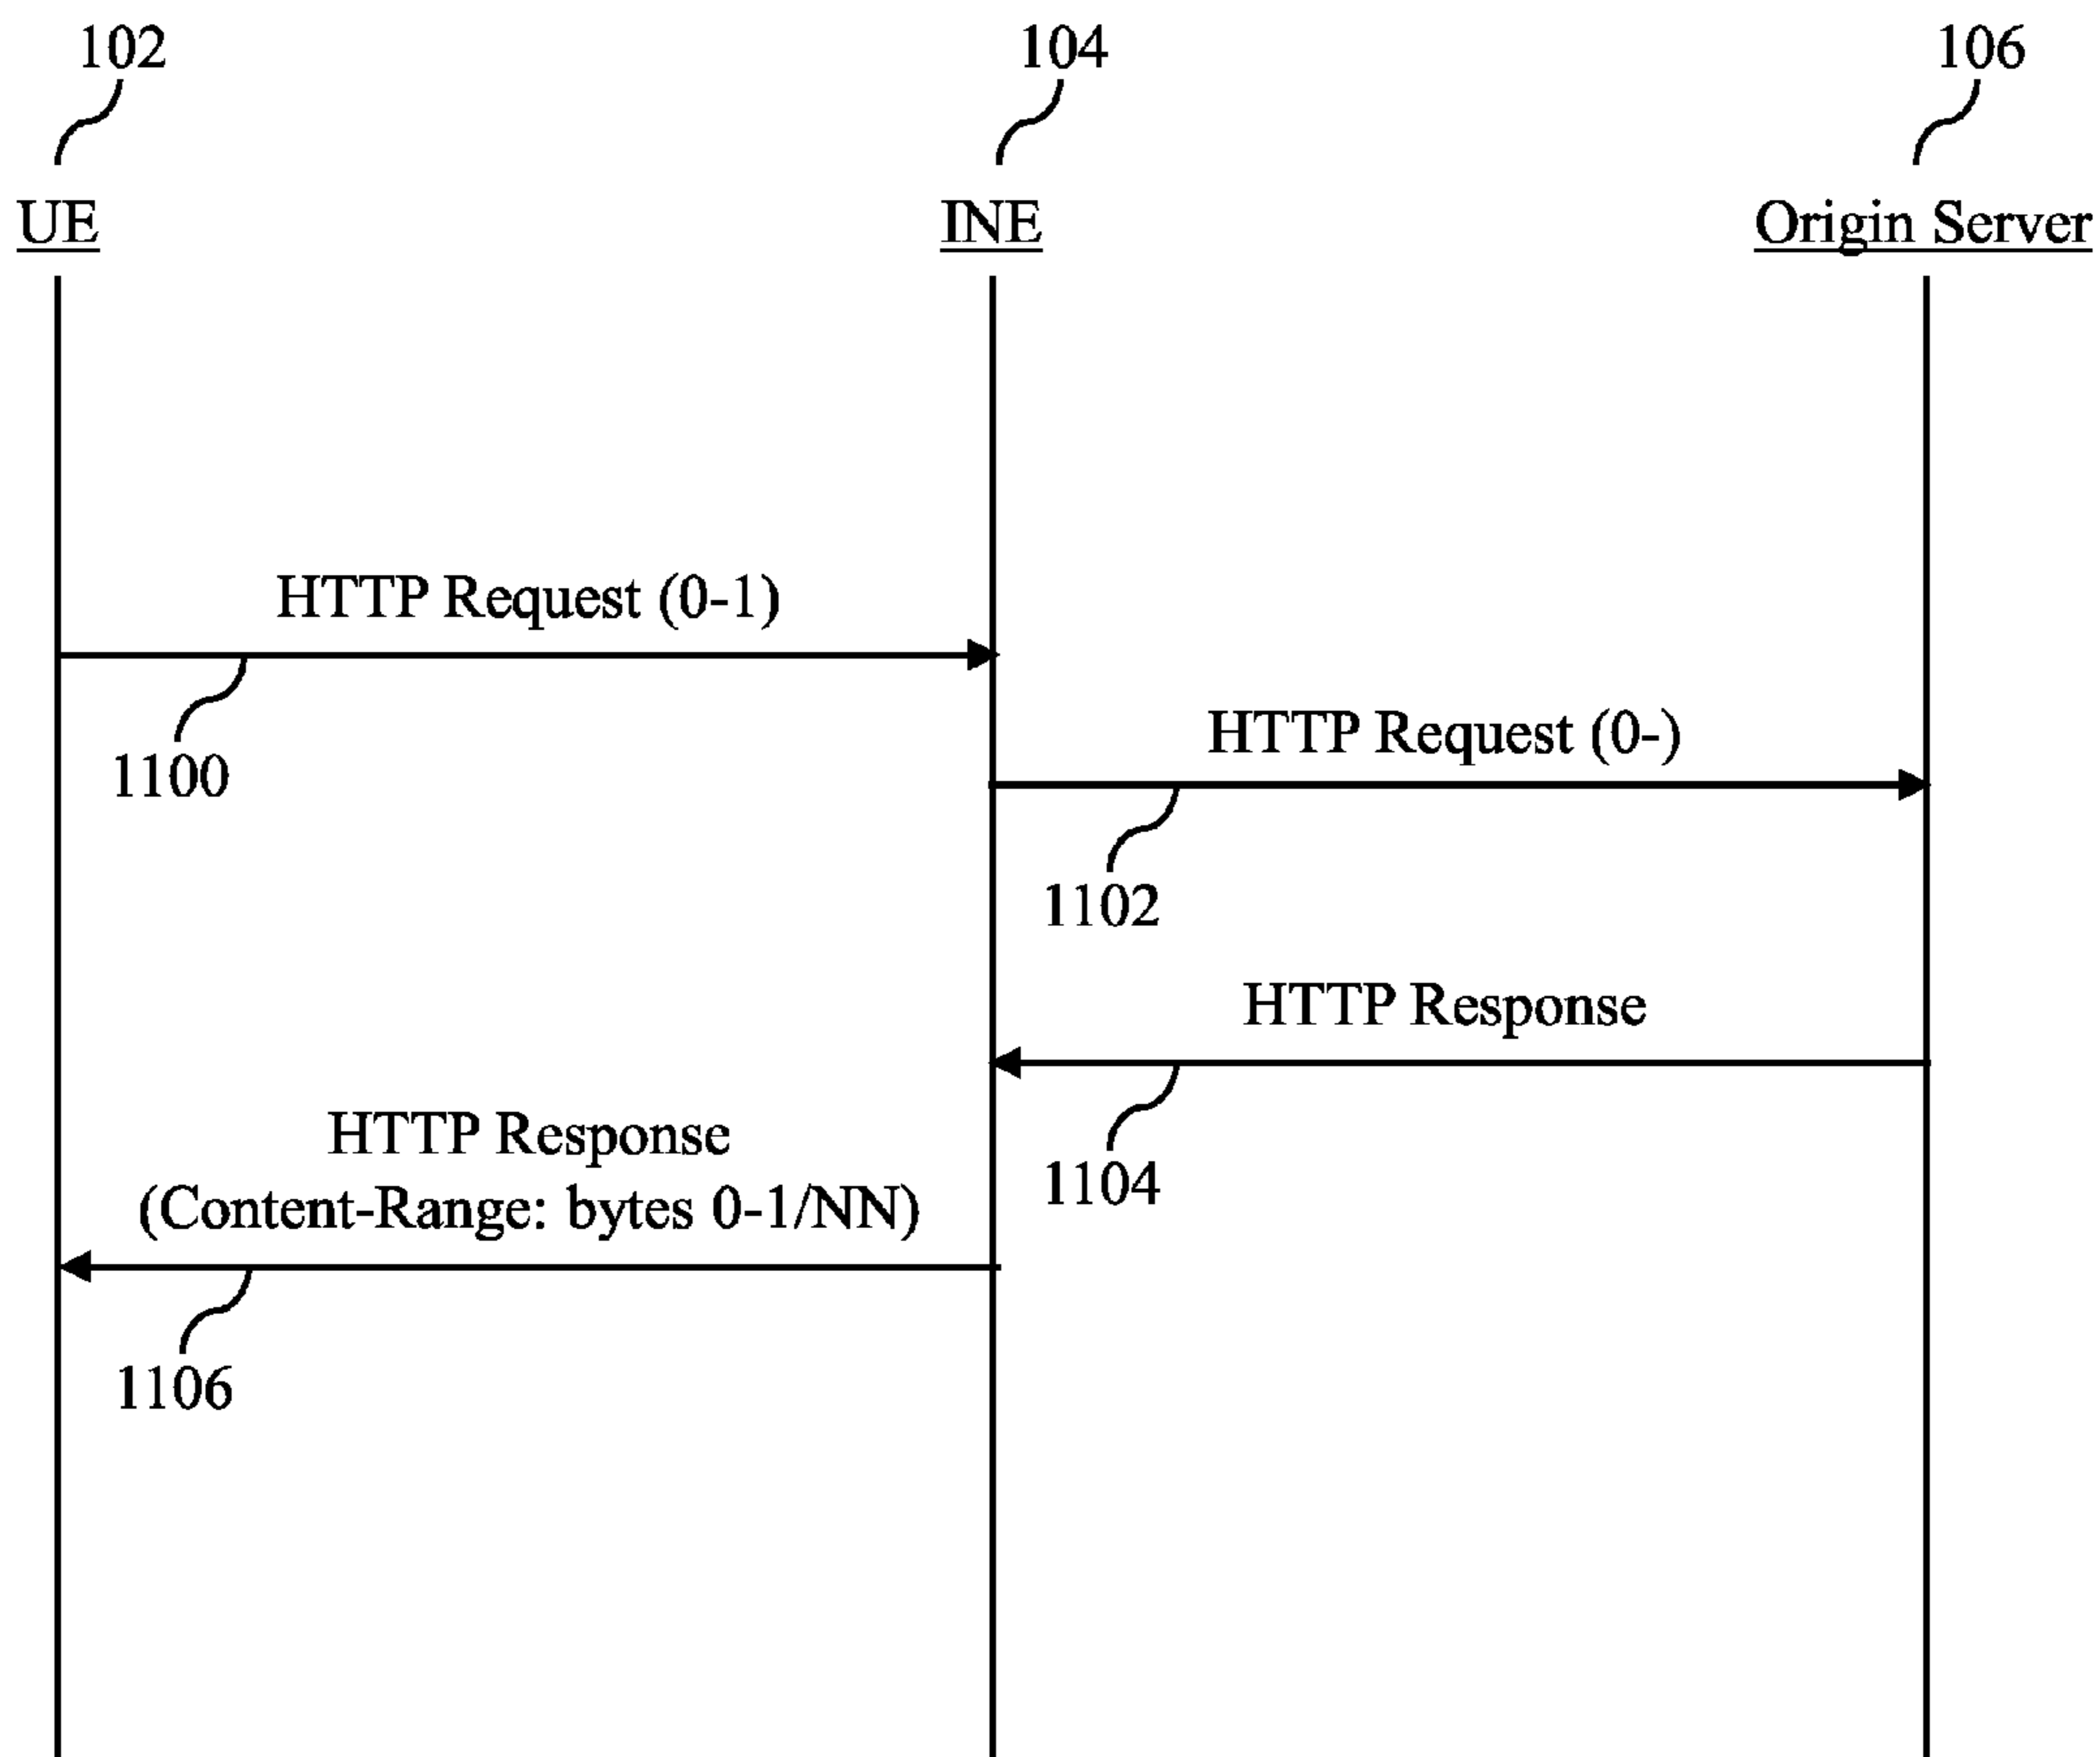 102
104
106
UE
INE
Origin Server
HTTP Request (0-1)
1100
HTTP Request (0-)
1102
HTTP Response
1104
HTTP Response
(Content-Range: bytes 0-1/NN)
1106